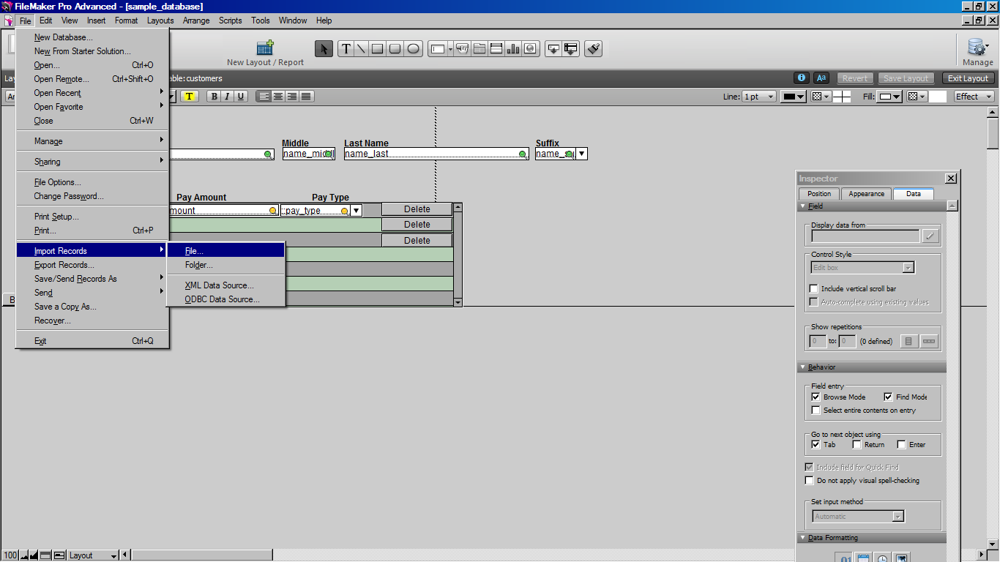 FileMaker Pro Advanced - [sample_database]
File Edit View Insert Format Layouts Arrange Scripts Tools Window Help
New Database...
New From Starter Solution...
Open... Ctrl+O
Open Remote... Ctrl+Shift+O
Open Recent
Open Favorite
Close Ctrl+W
Manage
Sharing
File Options...
Change Password...
Print Setup...
Print... Ctrl+P
Import Records
Export Records...
Save/Send Records As
Send
Save a Copy As...
Recover...
Exit Ctrl+Q
File...
Folder...
XML Data Source...
ODBC Data Source...
New Layout / Report
T
Manage
able: customers
Aa
Revert Save Layout Exit Layout
T B I U
Line: 1 pt Fill: Effect
Middle Last Name Suffix
name_last
Pay Amount Pay Type
mount ::pay_type Delete
Delete
Delete
B
Inspector
Position Appearance Data
Field
Display data from
Control Style
Edit box
Include vertical scroll bar
Auto-complete using existing values
Show repetitions
0 to: 0 (0 defined)
Behavior
Field entry
Browse Mode Find Mode
Select entire contents on entry
Go to next object using
Tab Return Enter
Include field for Quick Find
Do not apply visual spell-checking
Set input method
Automatic
Data Formatting
100 Layout